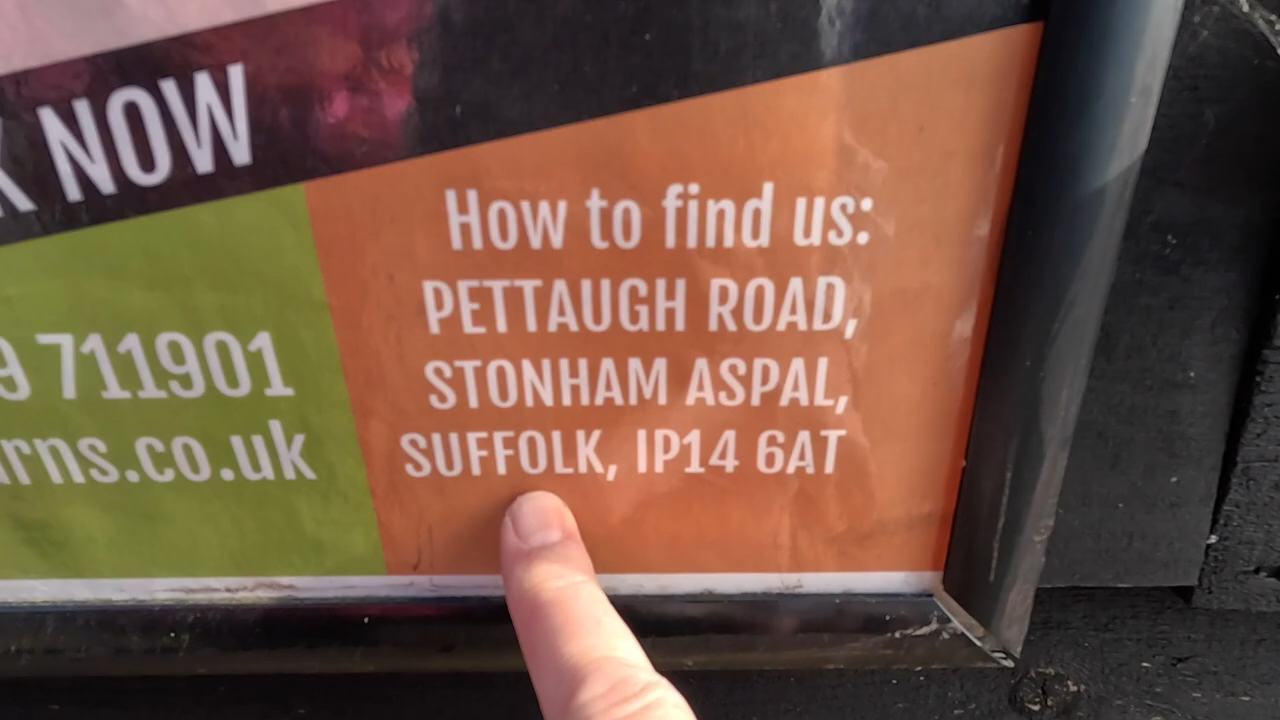 NOW
How to find us:
PETTAUGH ROAD,
STONHAM ASPAL,
SUFFOLK, IP14 6AT
9 711901
rns.co.uk